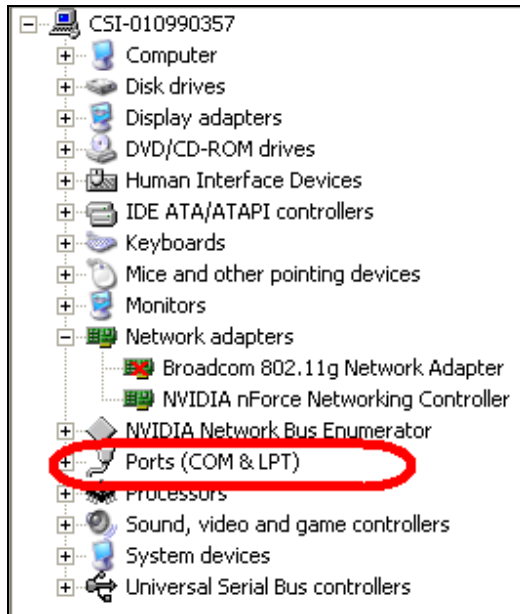 CSI-010990357
Computer
Disk drives
Display adapters
DVD/CD-ROM drives
Human Interface Devices
IDE ATA/ATAPI controllers
Keyboards
Mice and other pointing devices
Monitors
Network adapters
Broadcom 802.11g Network Adapter
NVIDIA nForce Networking Controller
NVIDIA Network Bus Enumerator
Ports (COM & LPT)
Processors
Sound, video and game controllers
System devices
Universal Serial Bus controllers